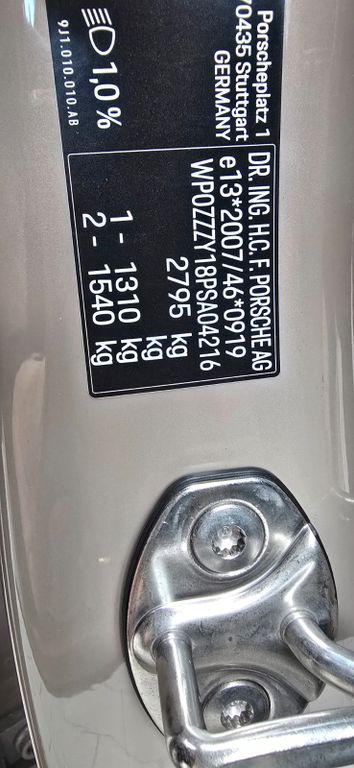 Porscheplatz 1
70435 Stuttgart
GERMANY
1,0%
9J1.010.010.AB
DR. ING. H.C. F. PORSCHE AG
e13*2007/46*0919
WP0ZZZY18PSA04216
2795 kg
kg
1 - 1310 kg
2 - 1540 kg